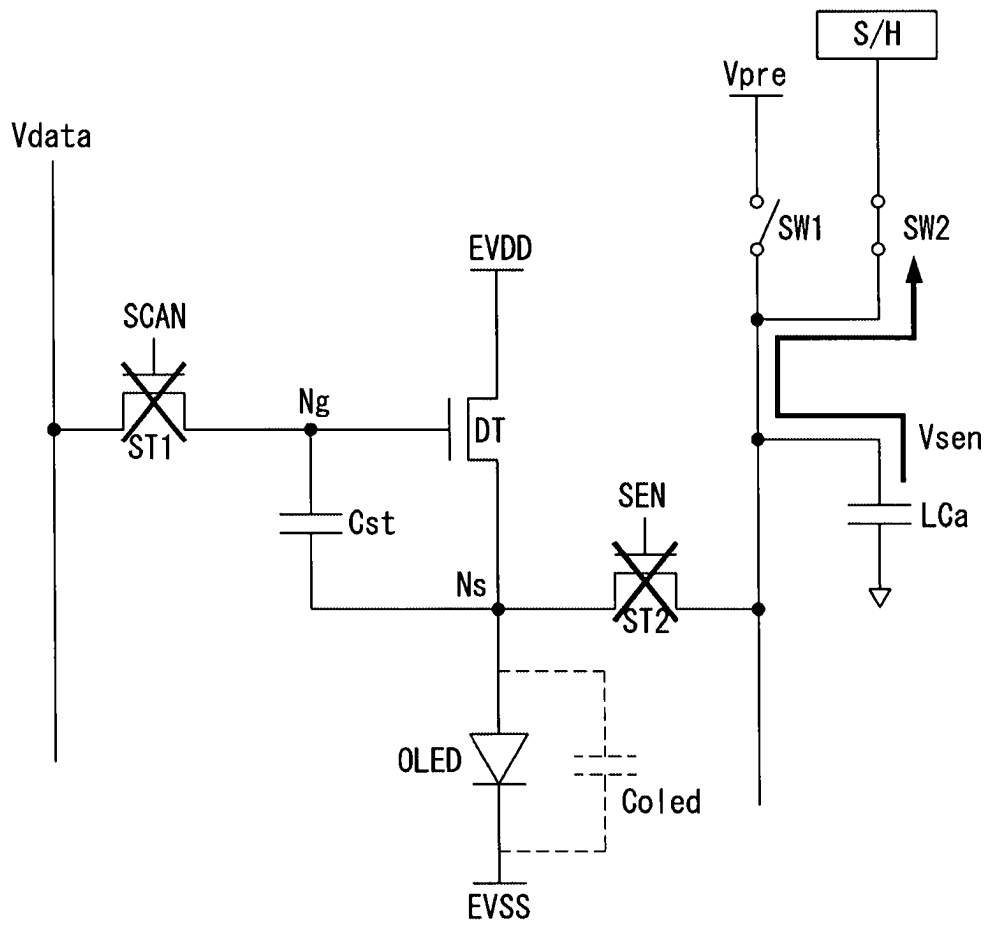 S/H
Vpre
Vdata
SW1
SW2
EVDD
SCAN
Ng
DT
ST1
Vsen
SEN
LCa
Cst
Ns
ST2
OLED
Coled
EVSS